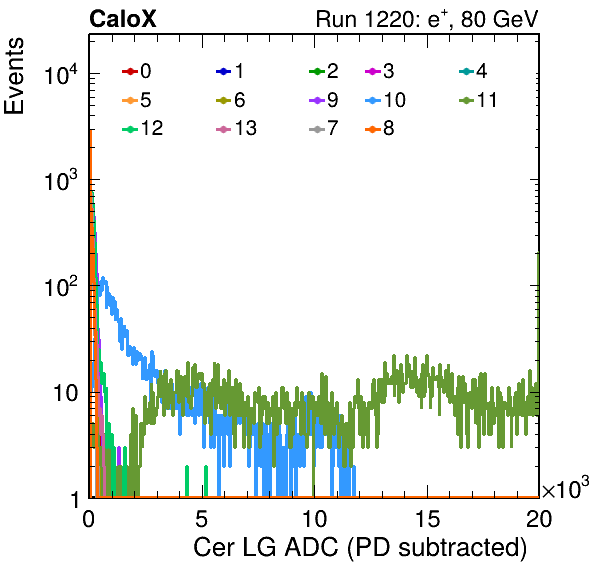 CaloX Run 1220: e⁺, 80 GeV
Events
10⁴
10³
10²
10
1
0 1 2 3 4
5 6 9 10 11
12 13 7 8
0 5 10 15 20
×10³
Cer LG ADC (PD subtracted)